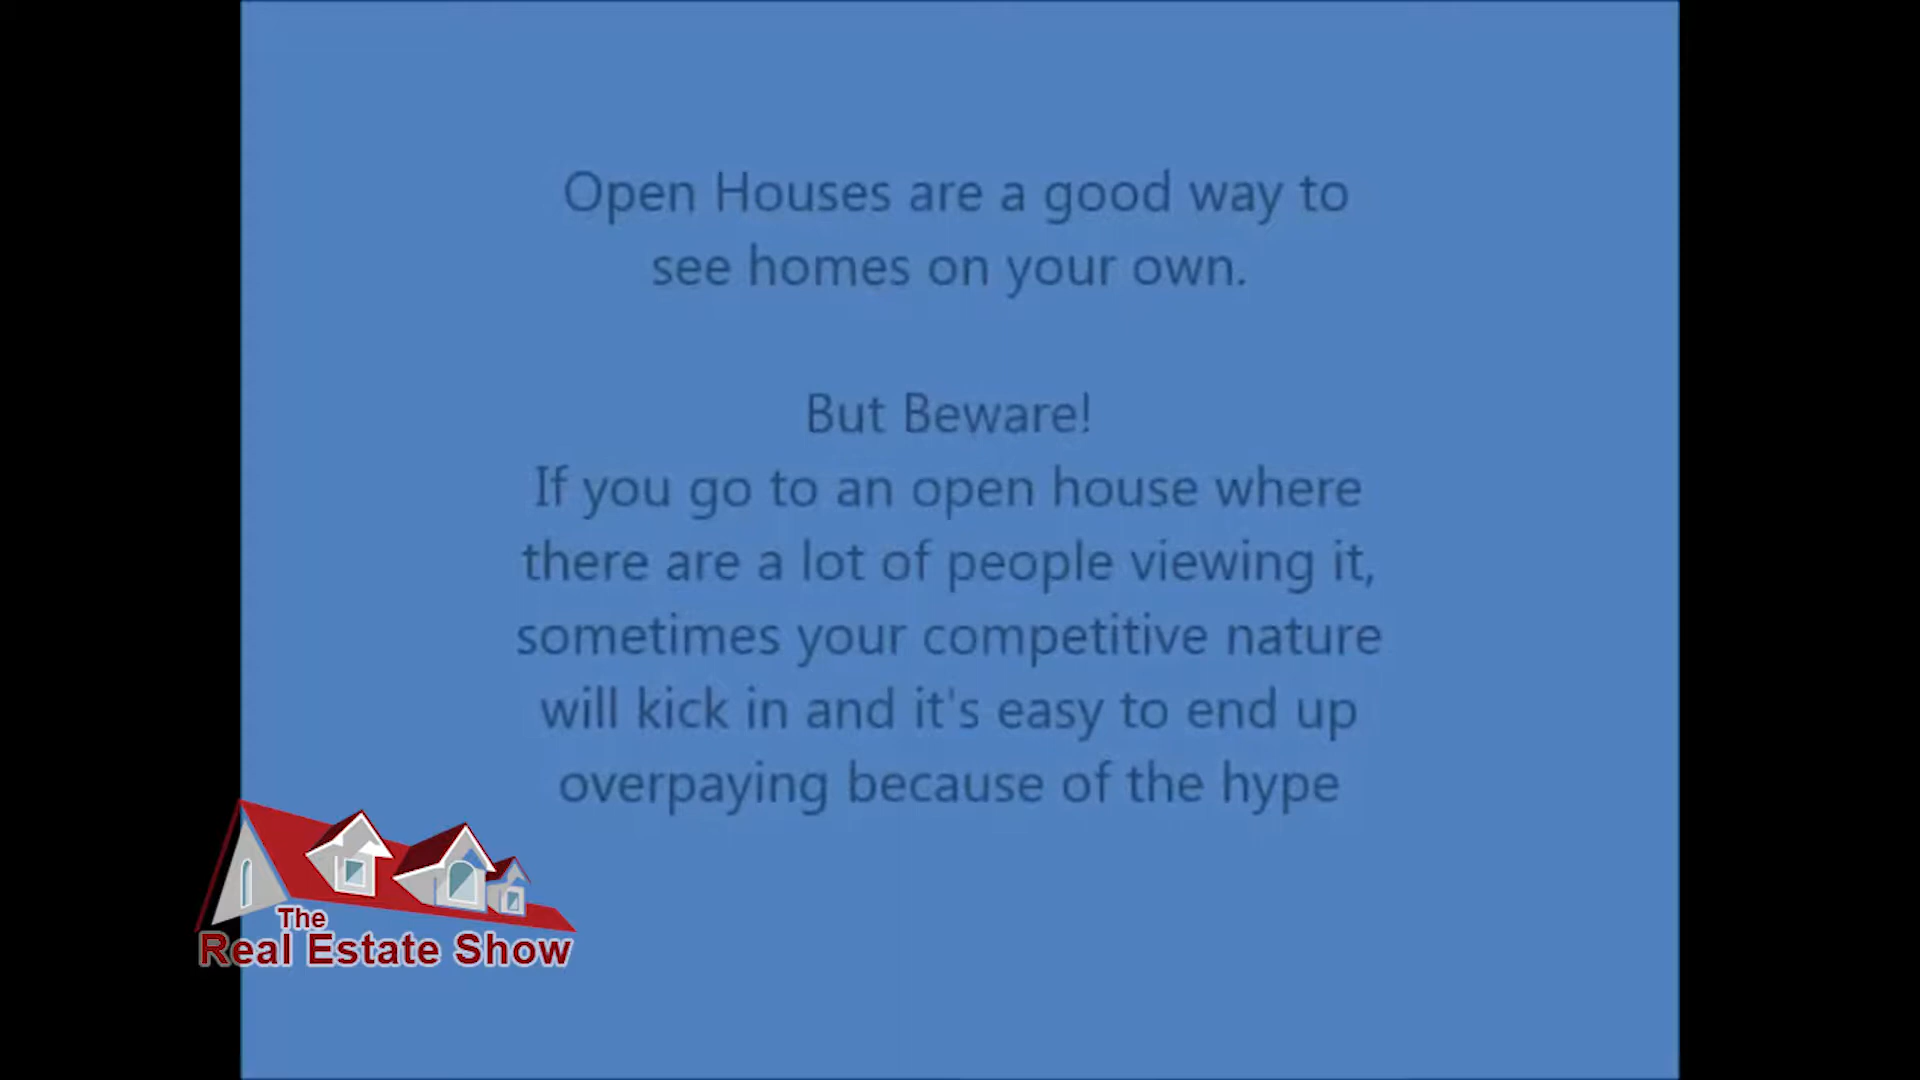 Open Houses are a good way to
see homes on your own.
But Beware!
If you go to an open house where
there are a lot of people viewing it,
sometimes your competitive nature
will kick in and it's easy to end up
overpaying because of the hype
The
Real Estate Show